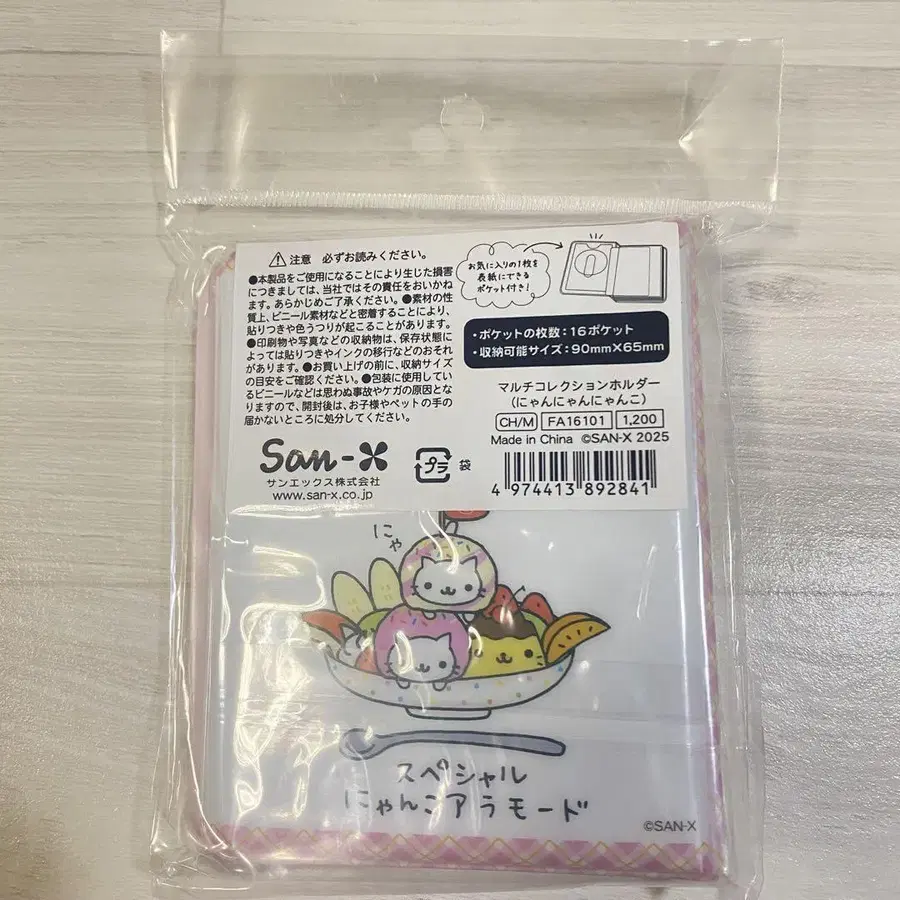 ⚠注意 必ずお読みください。
●本製品をご使用になることにより生じた損害
につきましては、当社ではその責任をおいかね
ます。あらかじめご了承ください。●素材の性
質上、ビニール素材などと密着することにより、
貼りつきや色うつりが起こることがあります。
●印刷物や写真などの収納物は、保存状態に
よっては貼りつきやインクの移行などのおそれ
があります。●お買い上げの前に、収納サイズ
の目安をご確認ください。●包装に使用してい
るビニールなどは思わぬ事故やケガの原因とな
りますので、開封後は、お子様やペットの手の
届かないところに処分してください。
San-X
サンエックス株式会社
www.san-x.co.jp
プラ 袋
お気に入りの1枚を
表紙にできる
ポケット付き!
・ポケットの枚数:16ポケット
・収納可能サイズ:90mm×65mm
マルチコレクションホルダー
(にゃんにゃんにゃんこ)
CH/M FA16101 1,200
Made in China ©SAN-X 2025
4 974413 892841
にゃ
スペシャル
にゃんこアラモード
©SAN-X